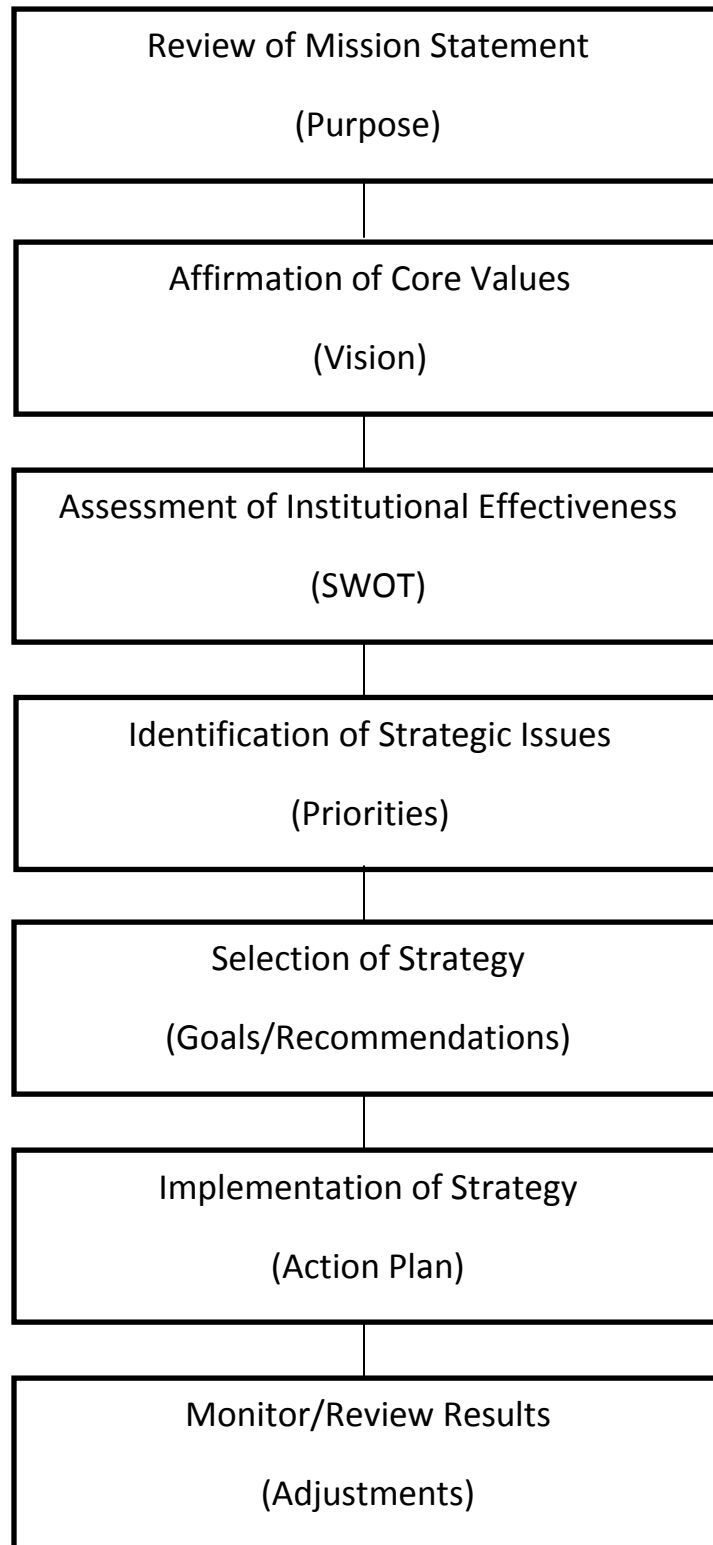 Review of Mission Statement
(Purpose)
Affirmation of Core Values
(Vision)
Assessment of Institutional Effectiveness
(SWOT)
Identification of Strategic Issues
(Priorities)
Selection of Strategy
(Goals/Recommendations)
Implementation of Strategy
(Action Plan)
Monitor/Review Results
(Adjustments)